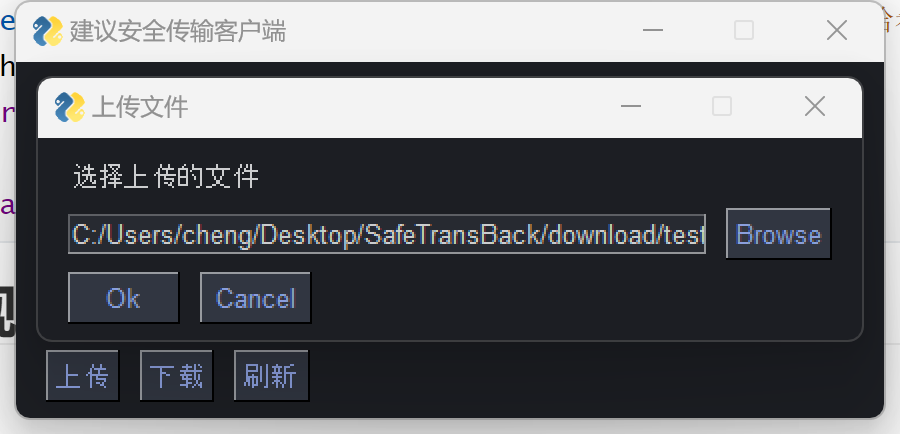 建议安全传输客户端
上传文件
选择上传的文件
C:/Users/cheng/Desktop/SafeTransBack/download/test
Browse
Ok Cancel
上传 下载 刷新